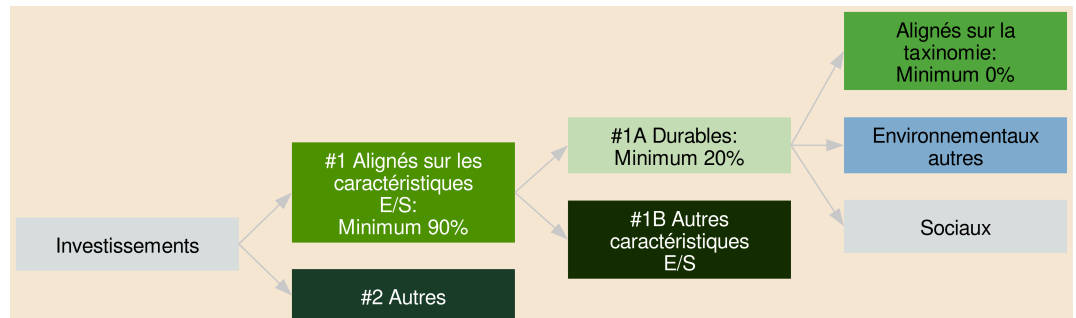 Investissements
#1 Alignés sur les
caractéristiques
E/S:
Minimum 90%
#2 Autres
#1A Durables:
Minimum 20%
#1B Autres
caractéristiques
E/S
Alignés sur la
taxinomie:
Minimum 0%
Environnementaux
autres
Sociaux